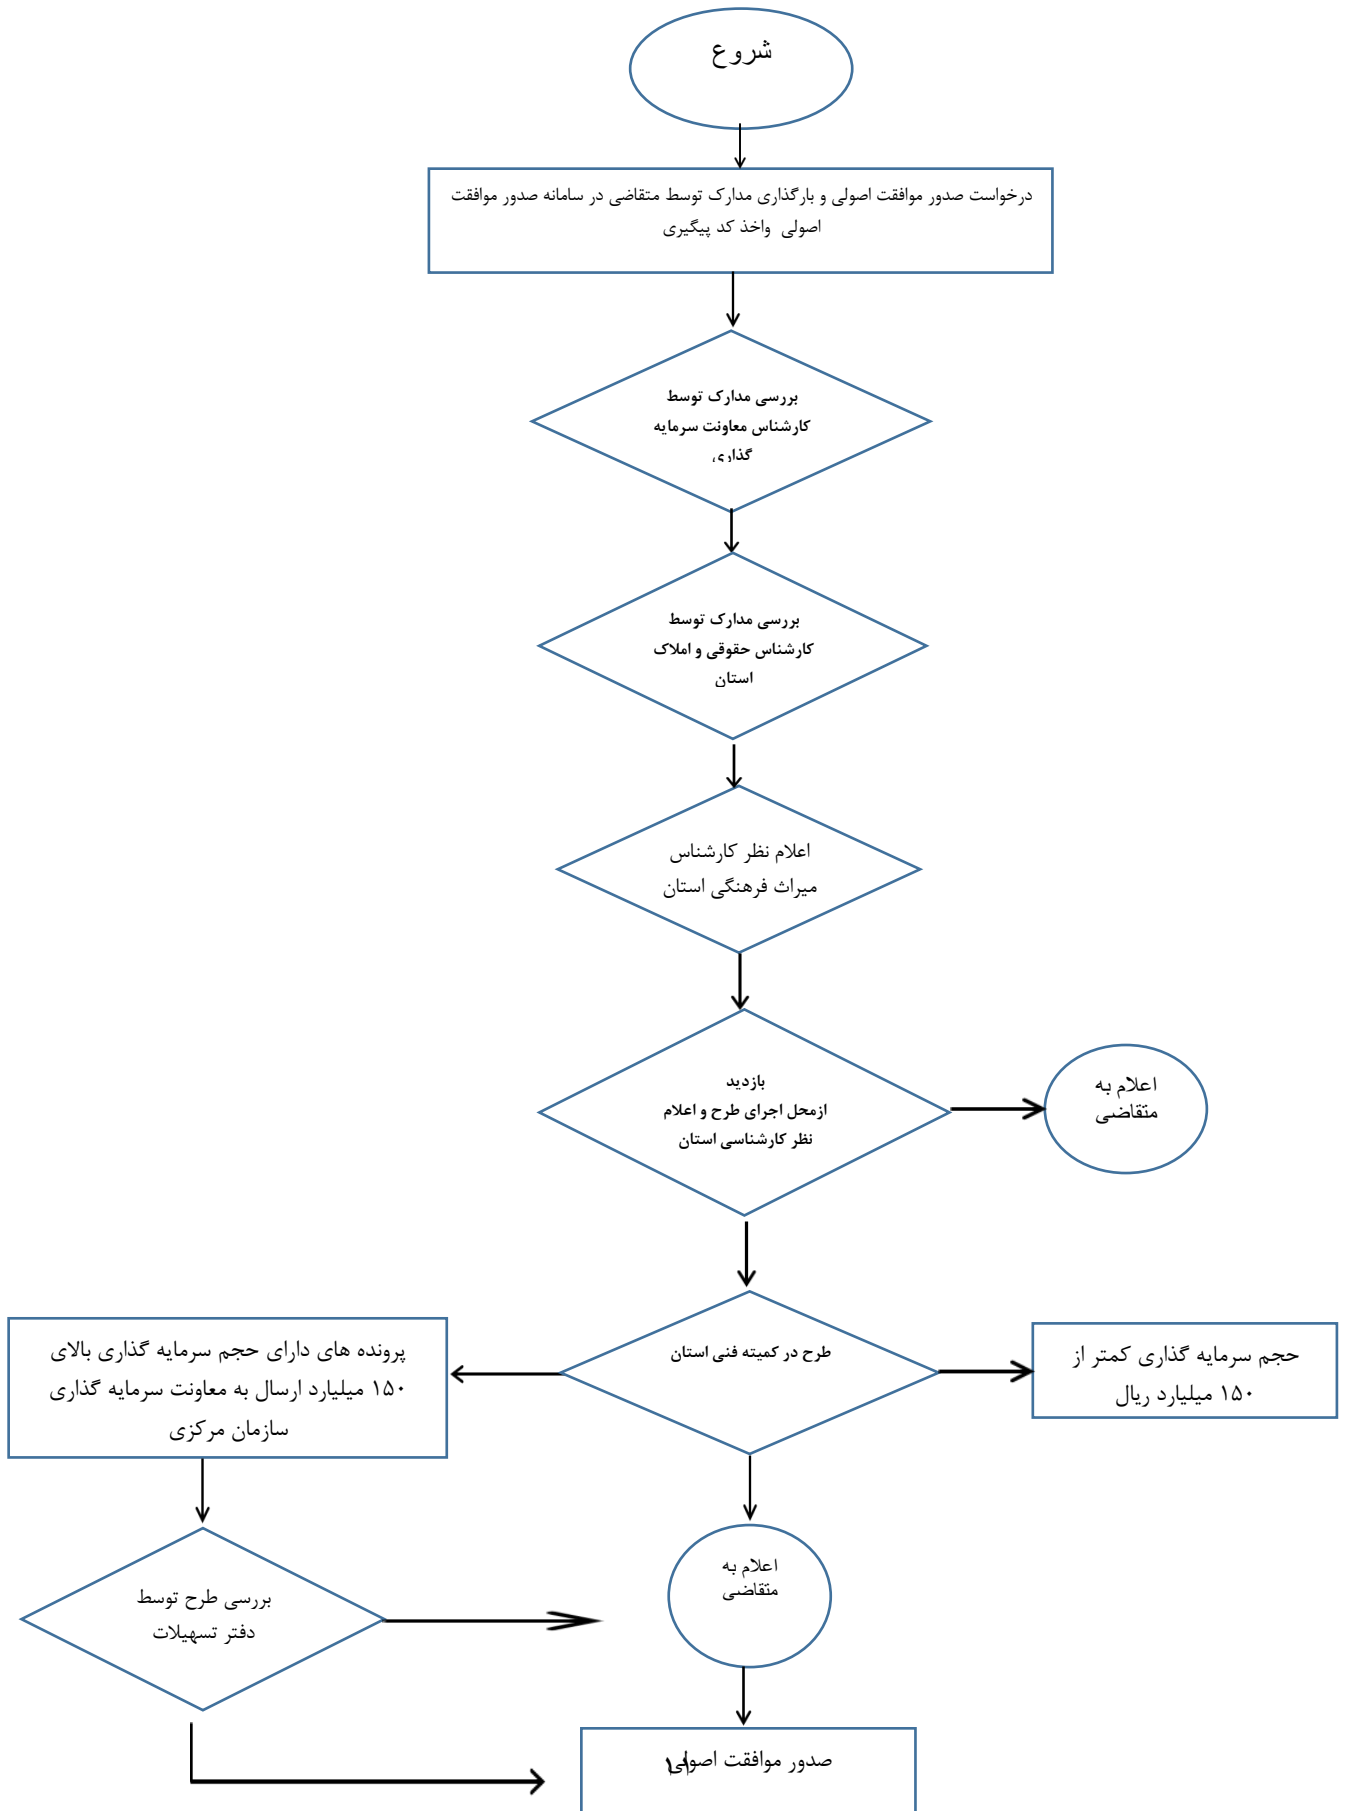 شروع
درخواست صدور موافقت اصولی و بارگذاری مدارک توسط متقاضی در سامانه صدور موافقت
اصولی واخذ کد پیگیری
بررسی مدارک توسط
کارشناس معاونت سرمایه
گذاری
بررسی مدارک توسط
کارشناس حقوقی و املاک
استان
اعلام نظر کارشناس
میراث فرهنگی استان
بازدید
ازمحل اجرای طرح و اعلام
نظر کارشناسی استان
اعلام به
متقاضی
طرح در کمیته فنی استان
حجم سرمایه گذاری کمتر از
۱۵۰ میلیارد ریال
پرونده های دارای حجم سرمایه گذاری بالای
۱۵۰ میلیارد ارسال به معاونت سرمایه گذاری
سازمان مرکزی
اعلام به
متقاضی
بررسی طرح توسط
دفتر تسهیلات
صدور موافقت اصولی